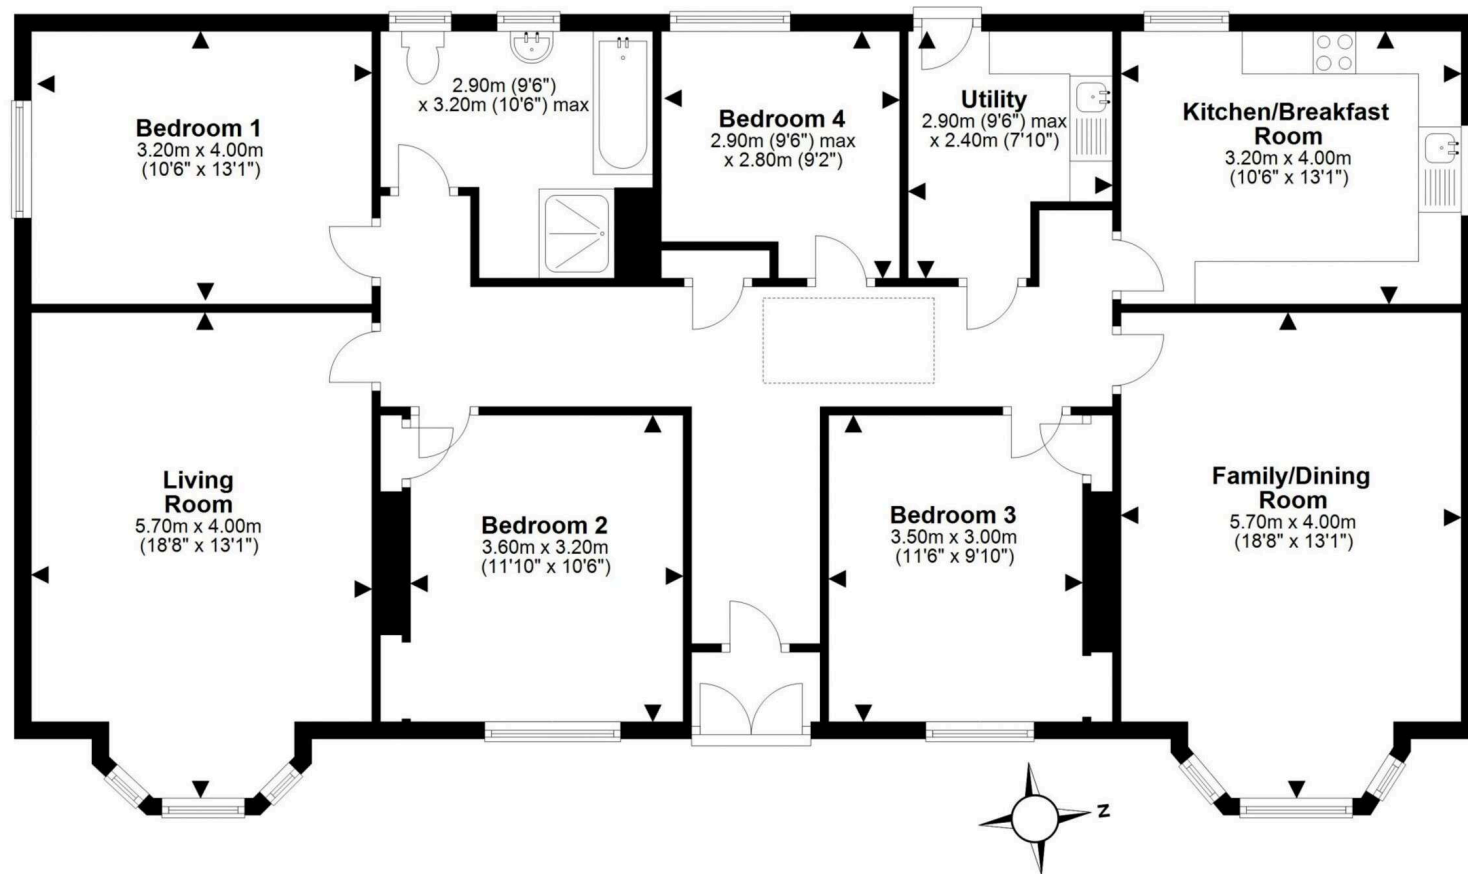 Bedroom 1
3.20m x 4.00m
(10'6" x 13'1")
2.90m (9'6")
x 3.20m (10'6") max
Bedroom 4
2.90m (9'6") max
x 2.80m (9'2")
Utility
2.90m (9'6") max
x 2.40m (7'10")
Kitchen/Breakfast
Room
3.20m x 4.00m
(10'6" x 13'1")
Living
Room
5.70m x 4.00m
(18'8" x 13'1")
Bedroom 2
3.60m x 3.20m
(11'10" x 10'6")
Bedroom 3
3.50m x 3.00m
(11'6" x 9'10")
Family/Dining
Room
5.70m x 4.00m
(18'8" x 13'1")
N